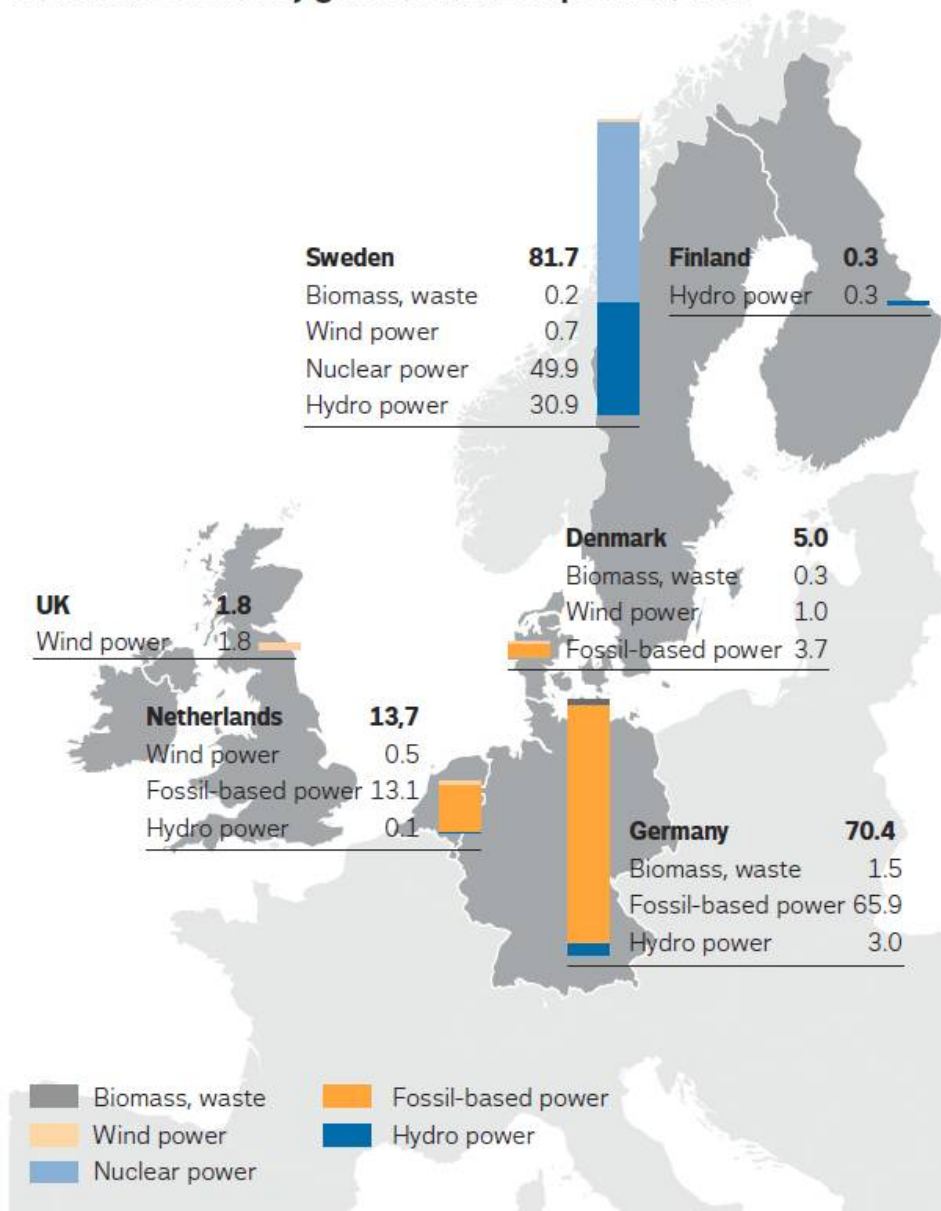 Sweden 81.7
Biomass, waste 0.2
Wind power 0.7
Nuclear power 49.9
Hydro power 30.9
Finland 0.3
Hydro power 0.3
Denmark 5.0
Biomass, waste 0.3
Wind power 1.0
Fossil-based power 3.7
UK 1.8
Wind power 1.8
Netherlands 13,7
Wind power 0.5
Fossil-based power 13.1
Hydro power 0.1
Germany 70.4
Biomass, waste 1.5
Fossil-based power 65.9
Hydro power 3.0
Biomass, waste
Wind power
Nuclear power
Fossil-based power
Hydro power